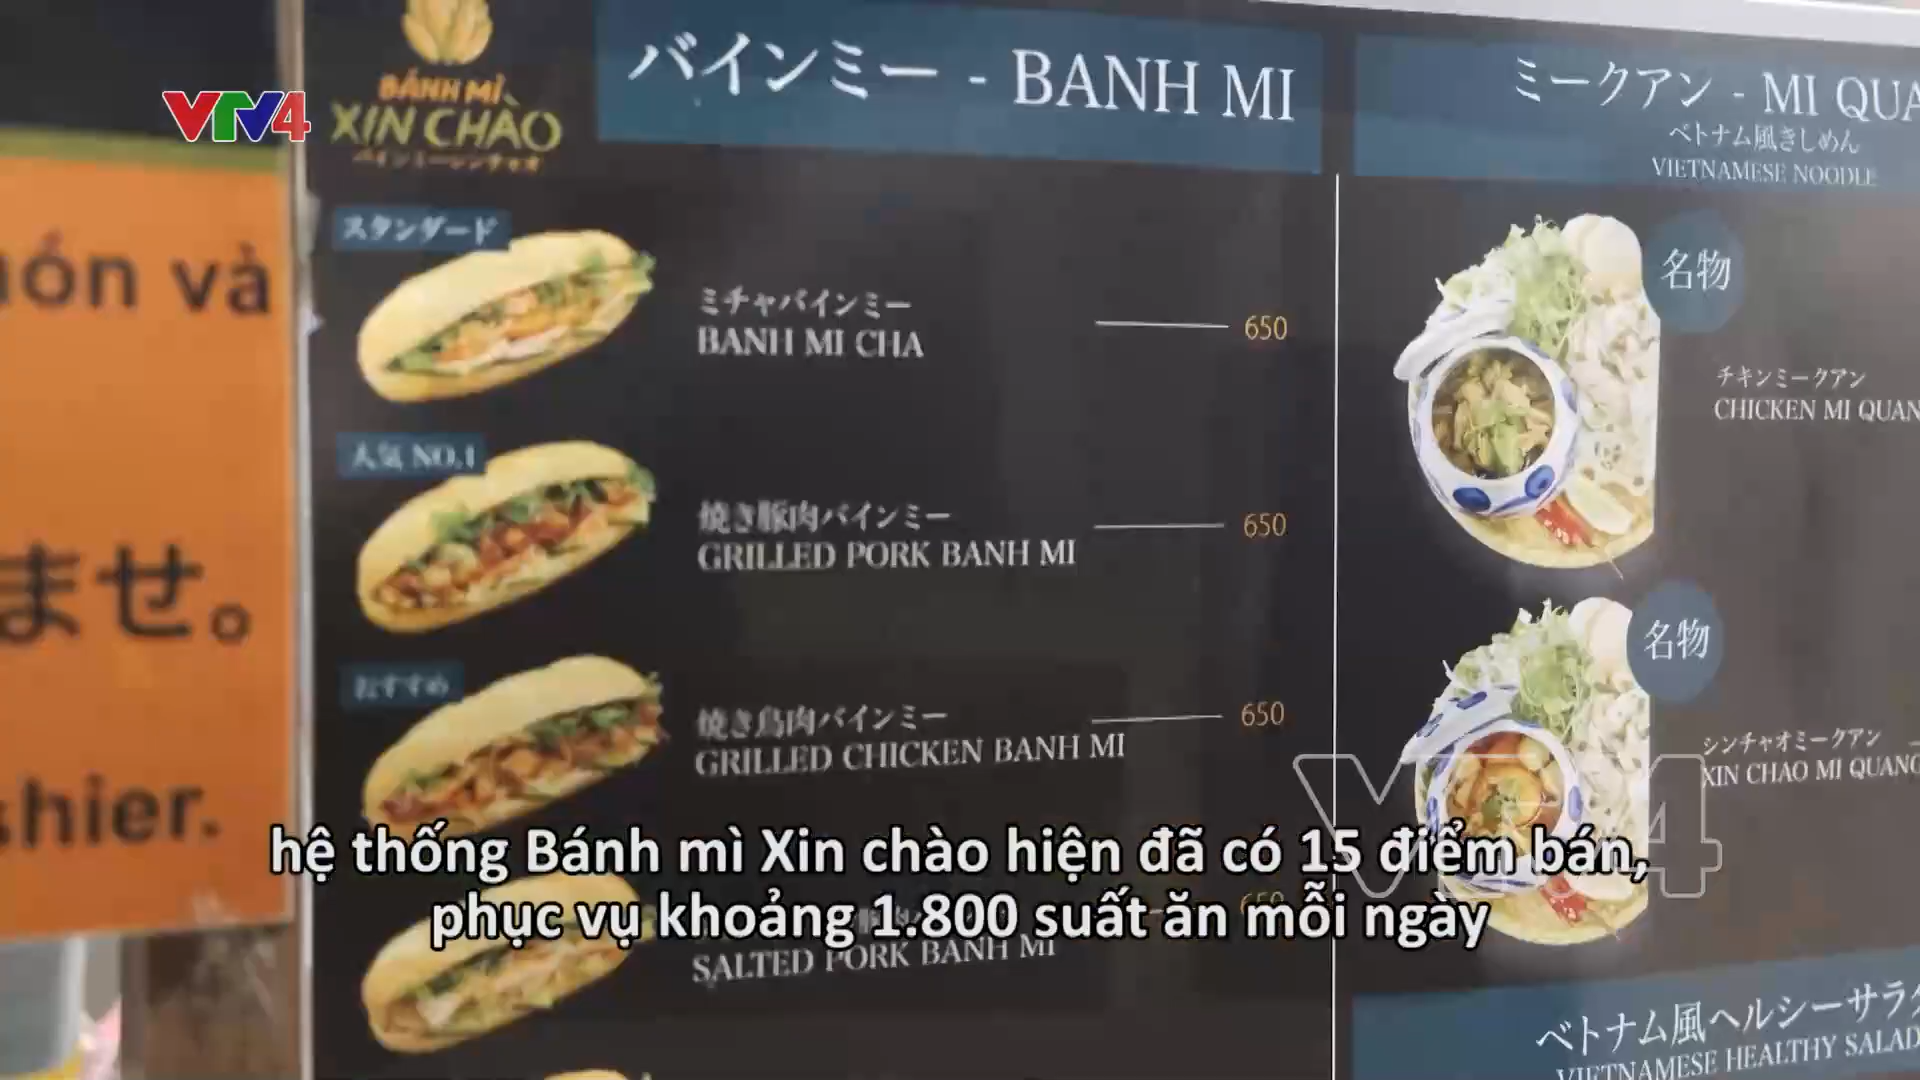 VTV4
BÁNH MÌ
XIN CHÀO
バインミーシンチャオ
バインミー - BANH MI
スタンダード
ミチャバインミー
BANH MI CHA
650
人気 NO.1
焼き豚肉バインミー
GRILLED PORK BANH MI
650
おすすめ
焼き鳥肉バインミー
GRILLED CHICKEN BANH MI
650
SALTED PORK BANH MI
ミークアン - MI QUA
ベトナム風きしめん
VIETNAMESE NOODLE
名物
チキンミークアン
CHICKEN MI QUAN
名物
シンチャオミークアン
XIN CHAO MI QUANG
ベトナム風ヘルシーサラダ
VIETNAMESE HEALTHY SALAD
và
ませ。
hier.
VTV4
hệ thống Bánh mì Xin chào hiện đã có 15 điểm bán,
phục vụ khoảng 1.800 suất ăn mỗi ngày